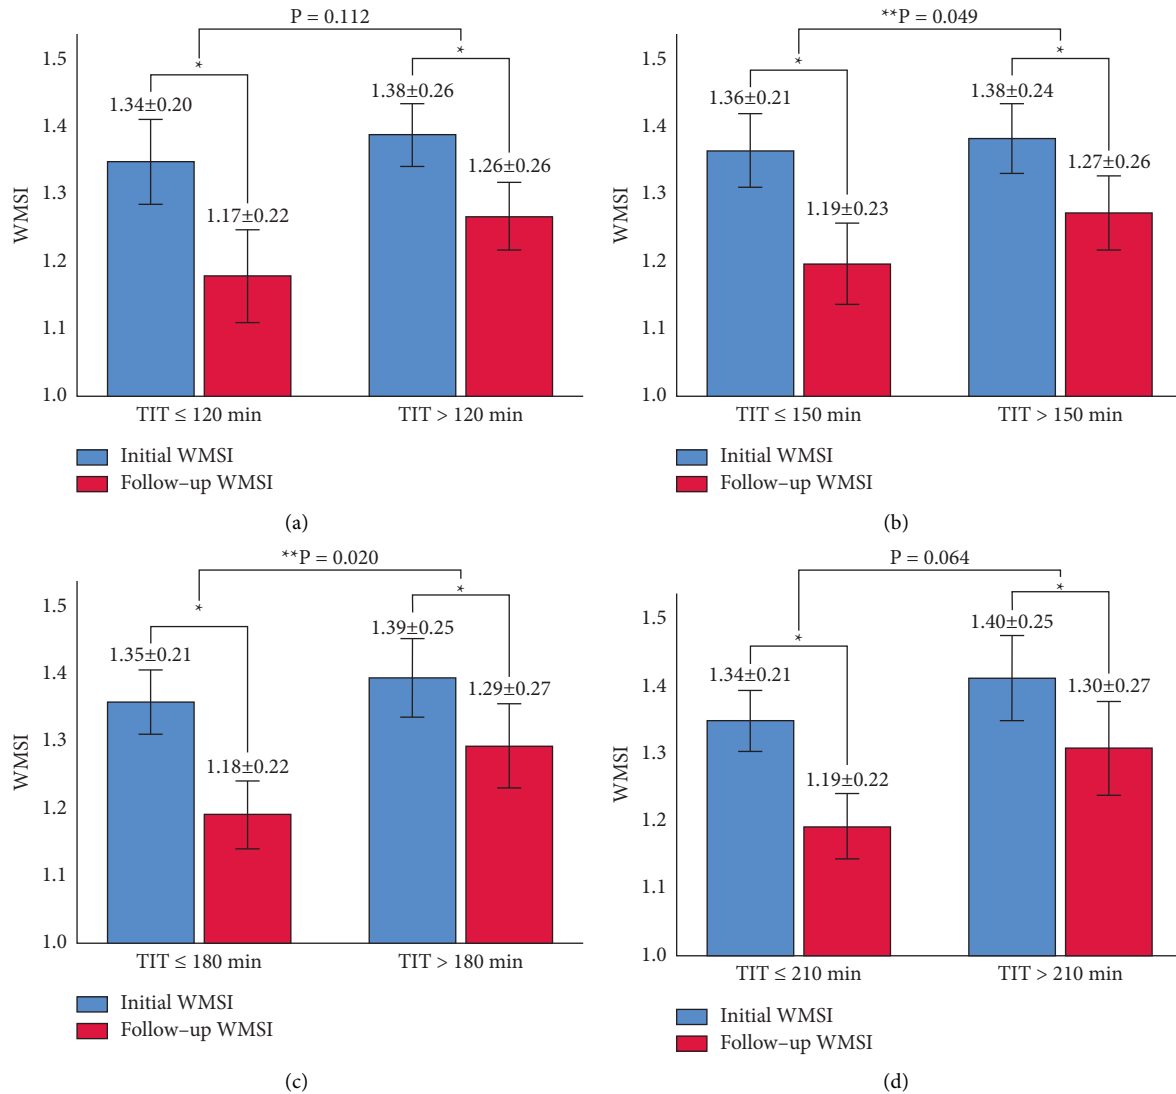 P = 0.112
WMSI
1.5
1.4
1.3
1.2
1.1
1.0
*
*
1.34±0.20
1.17±0.22
1.38±0.26
1.26±0.26
TIT ≤ 120 min
TIT > 120 min
Initial WMSI
Follow–up WMSI
(a)
**P = 0.049
WMSI
1.5
1.4
1.3
1.2
1.1
1.0
*
*
1.36±0.21
1.19±0.23
1.38±0.24
1.27±0.26
TIT ≤ 150 min
TIT > 150 min
Initial WMSI
Follow–up WMSI
(b)
**P = 0.020
WMSI
1.5
1.4
1.3
1.2
1.1
1.0
*
*
1.35±0.21
1.18±0.22
1.39±0.25
1.29±0.27
TIT ≤ 180 min
TIT > 180 min
Initial WMSI
Follow–up WMSI
(c)
P = 0.064
WMSI
1.5
1.4
1.3
1.2
1.1
1.0
*
*
1.34±0.21
1.19±0.22
1.40±0.25
1.30±0.27
TIT ≤ 210 min
TIT > 210 min
Initial WMSI
Follow–up WMSI
(d)